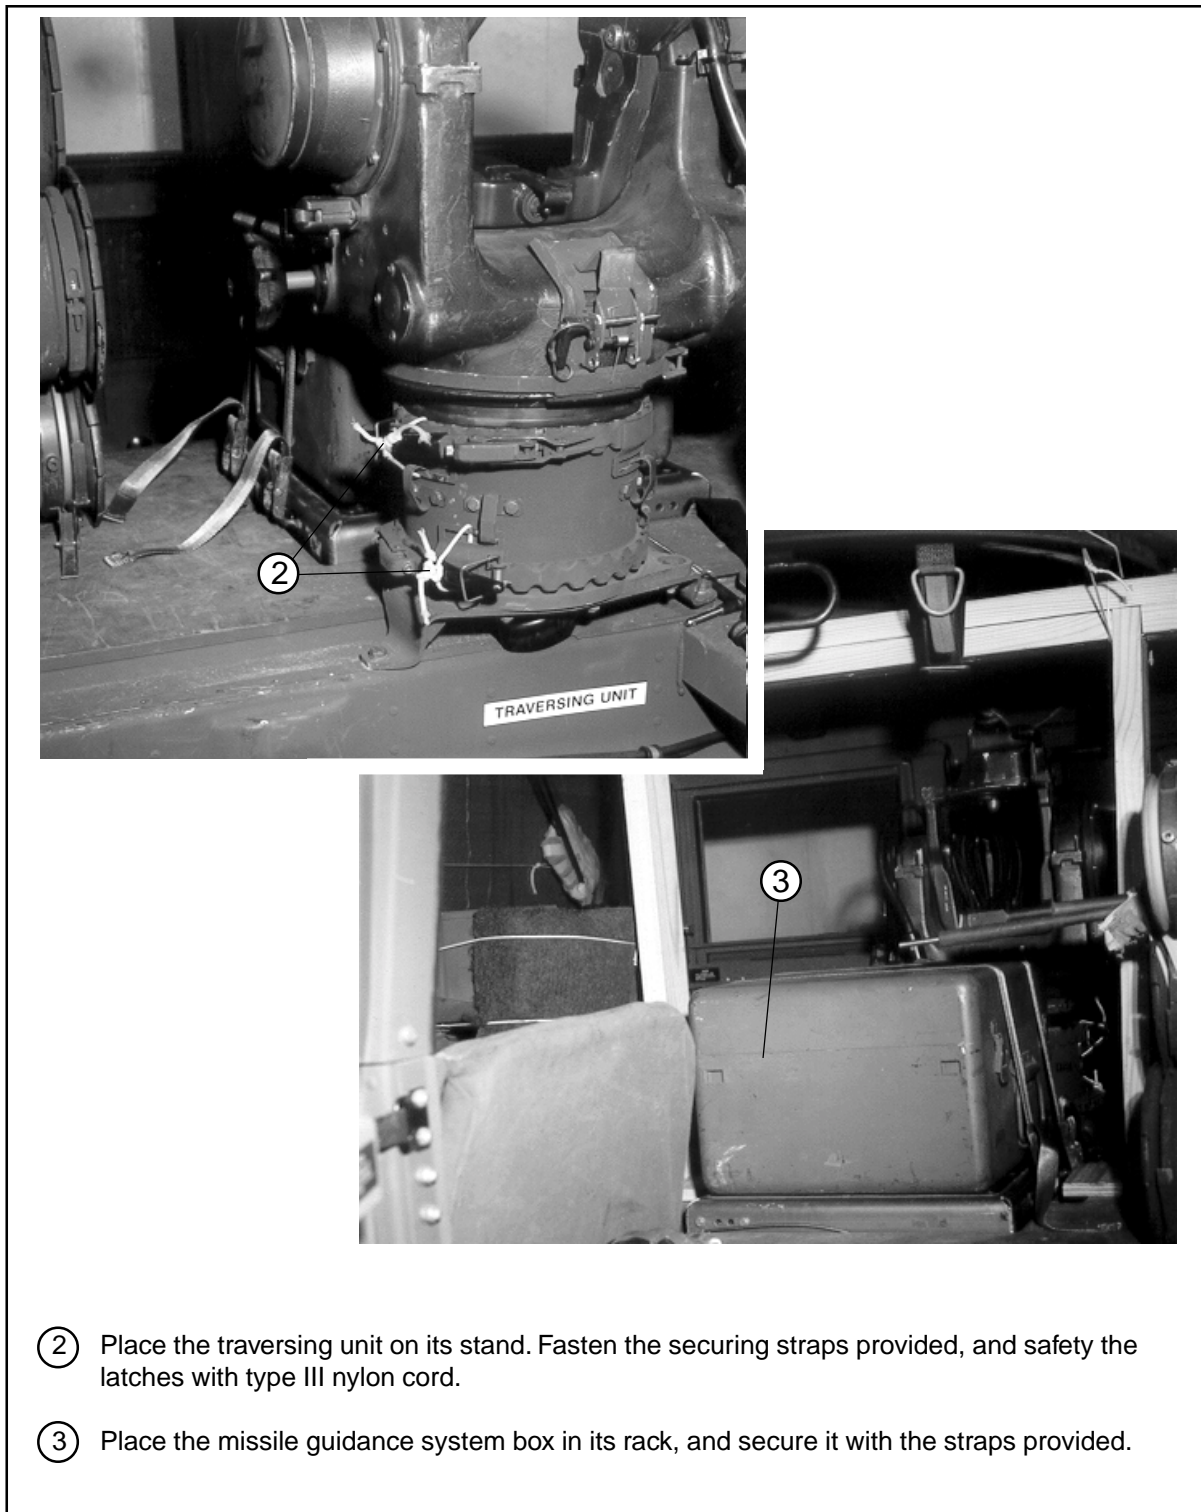 2
TRAVERSING UNIT
3
2 Place the traversing unit on its stand. Fasten the securing straps provided, and safety the
latches with type III nylon cord.
3 Place the missile guidance system box in its rack, and secure it with the straps provided.